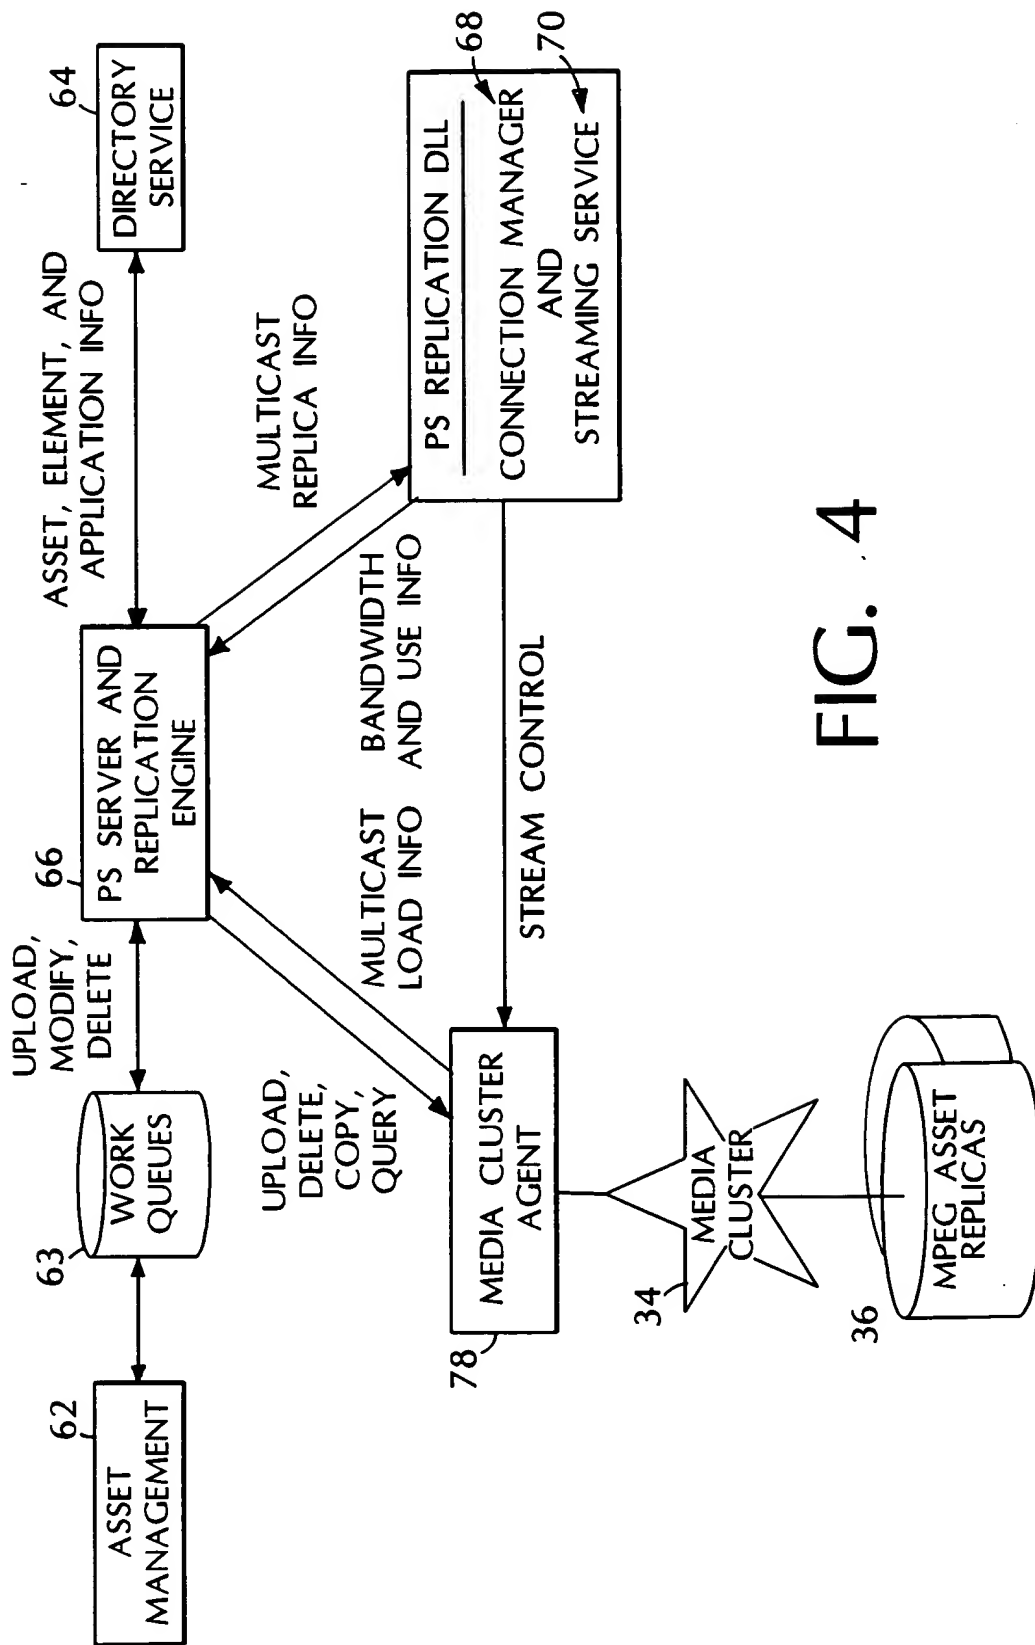 62
ASSET
MANAGEMENT
63
WORK
QUEUES
UPLOAD,
MODIFY,
DELETE
66
PS SERVER AND
REPLICATION
ENGINE
ASSET, ELEMENT, AND
APPLICATION INFO
64
DIRECTORY
SERVICE
UPLOAD,
DELETE,
COPY,
QUERY
MULTICAST
LOAD INFO
BANDWIDTH
AND USE INFO
MULTICAST
REPLICA INFO
78
MEDIA CLUSTER
AGENT
STREAM CONTROL
PS REPLICATION DLL
CONNECTION MANAGER
68
AND
STREAMING SERVICE
70
34
MEDIA
CLUSTER
36
MPEG ASSET
REPLICAS
FIG. 4